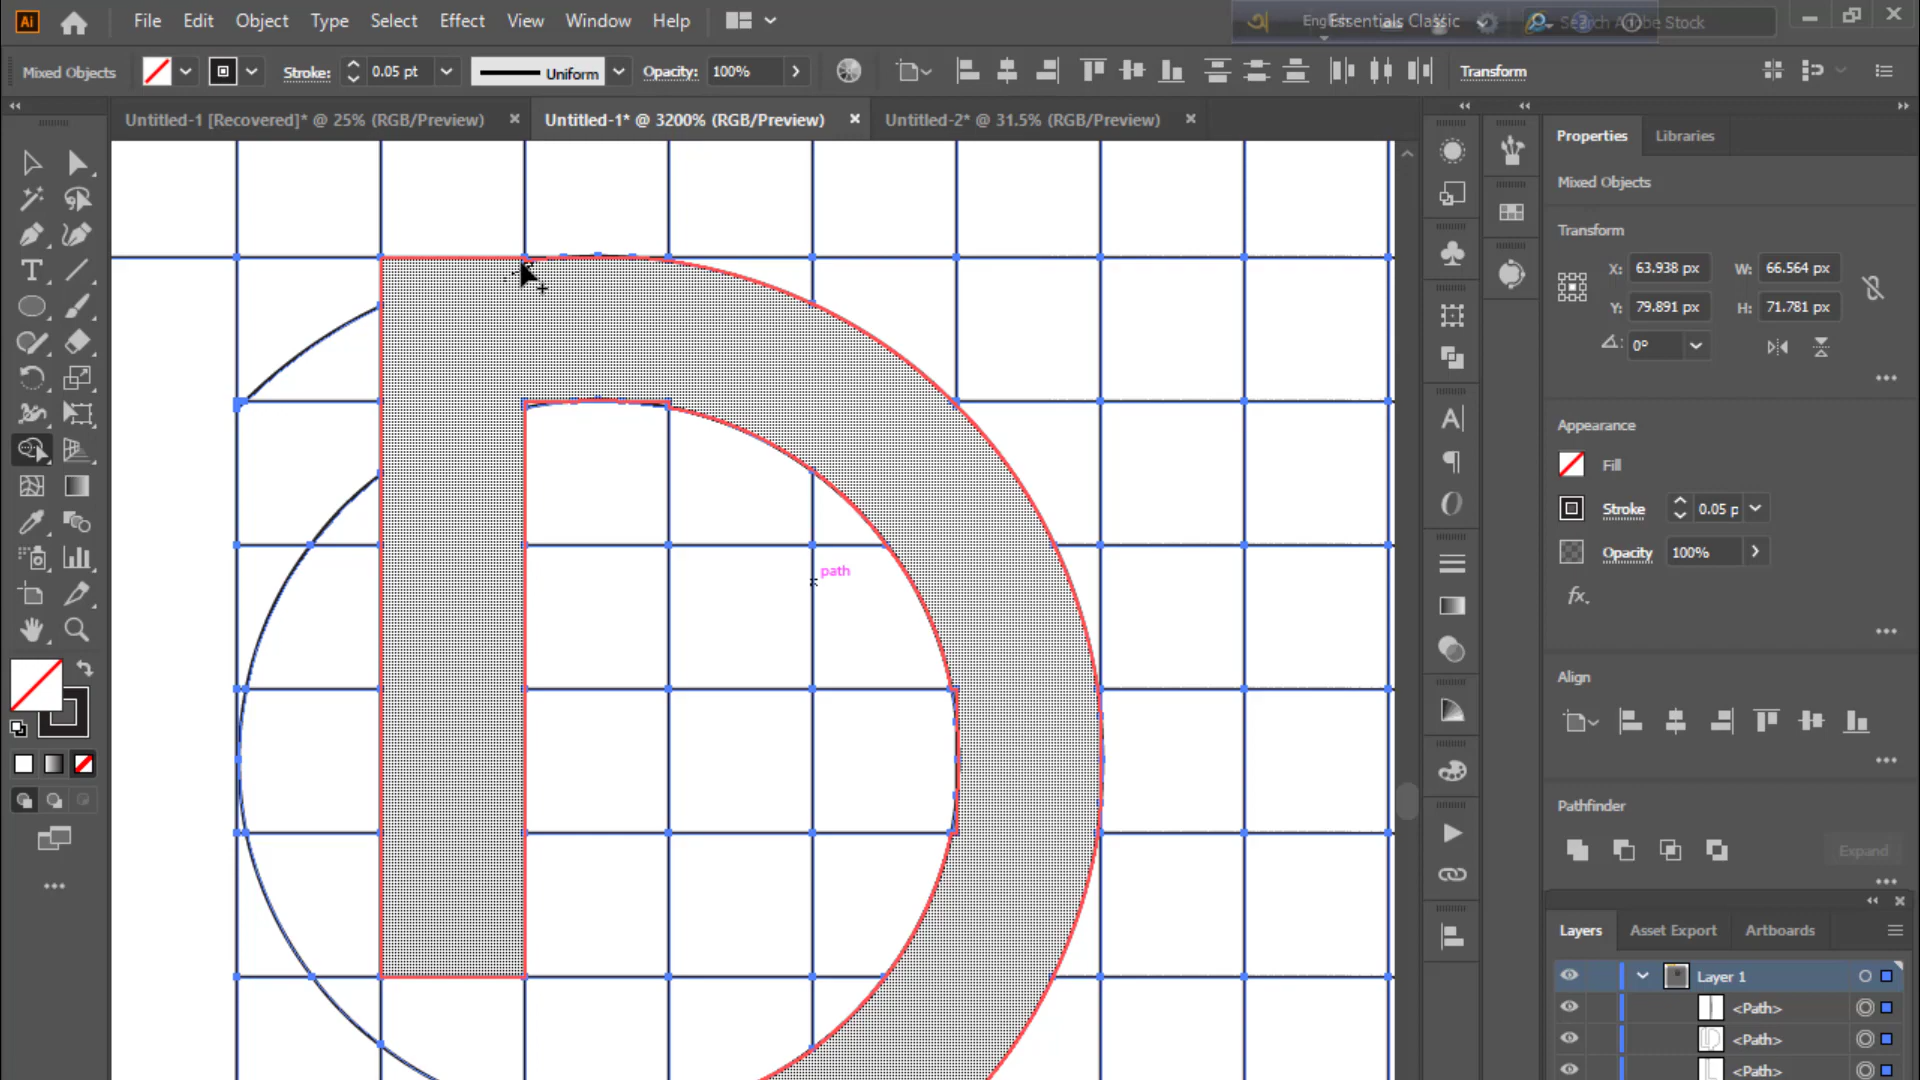 Ai File Edit Object Type Select Effect View Window Help Essentials Classic Search Adobe Stock
Mixed Objects Stroke: 0.05 pt Uniform Opacity: 100% Transform
Untitled-1 [Recovered]* @ 25% (RGB/Preview) × Untitled-1* @ 3200% (RGB/Preview) × Untitled-2* @ 31.5% (RGB/Preview) ×
Properties Libraries
Mixed Objects
Transform
X: 63.938 px W: 66.564 px
Y: 79.891 px H: 71.781 px
0°
Appearance
Fill
Stroke 0.05 p
Opacity 100%
fx.
path
Align
Pathfinder
Expand
Layers Asset Export Artboards
Layer 1
<Path>
<Path>
<Path>